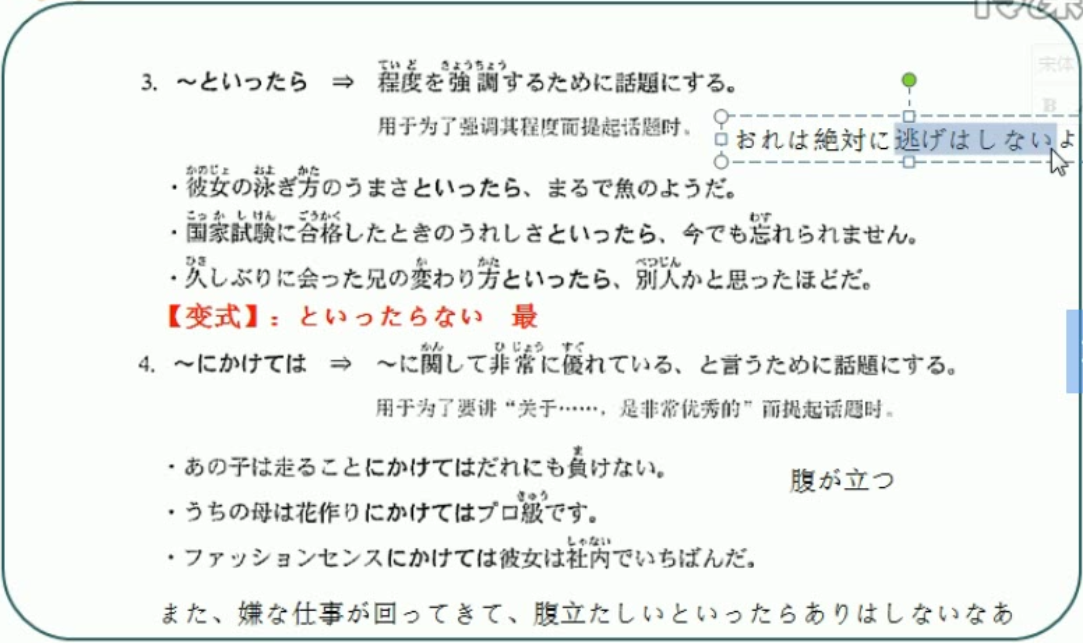 3. ～といったら ⇒ 程度を強調するために話題にする。
用于为了强调其程度而提起话题时。
おれは絶対に逃げはしないよ
・彼女の泳ぎ方のうまさといったら、まるで魚のようだ。
・国家試験に合格したときのうれしさといったら、今でも忘れられません。
・久しぶりに会った兄の変わり方といったら、別人かと思ったほどだ。
【变式】：といったらない 最
4. ～にかけては ⇒ ～に関して非常に優れている、と言うために話題にする。
用于为了要讲“关于……，是非常优秀的”而提起话题时。
・あの子は走ることにかけてはだれにも負けない。
腹が立つ
・うちの母は花作りにかけてはプロ級です。
・ファッションセンスにかけては彼女は社内でいちばんだ。
また、嫌な仕事が回ってきて、腹立たしいといったらありはしないなあ
宋体
B